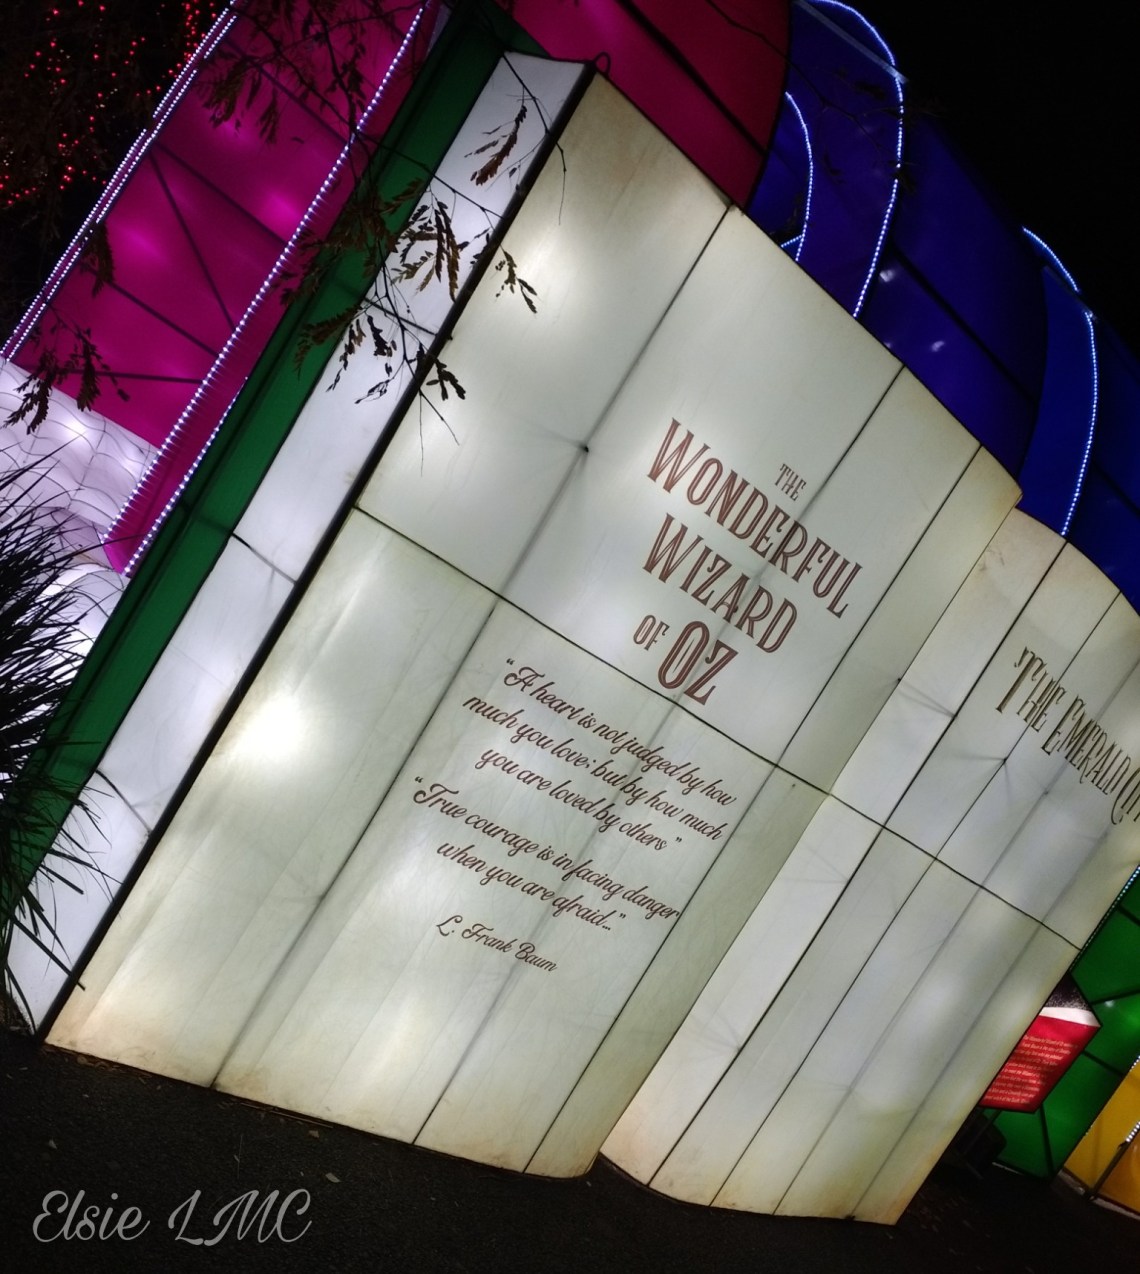 THE
WONDERFUL
WIZARD
OF OZ
“A heart is not judged by how
much you love; but by how much
you are loved by others ”
“True courage is in facing danger
when you are afraid...”
L. Frank Baum
THE EMERALD
Elsie LMC